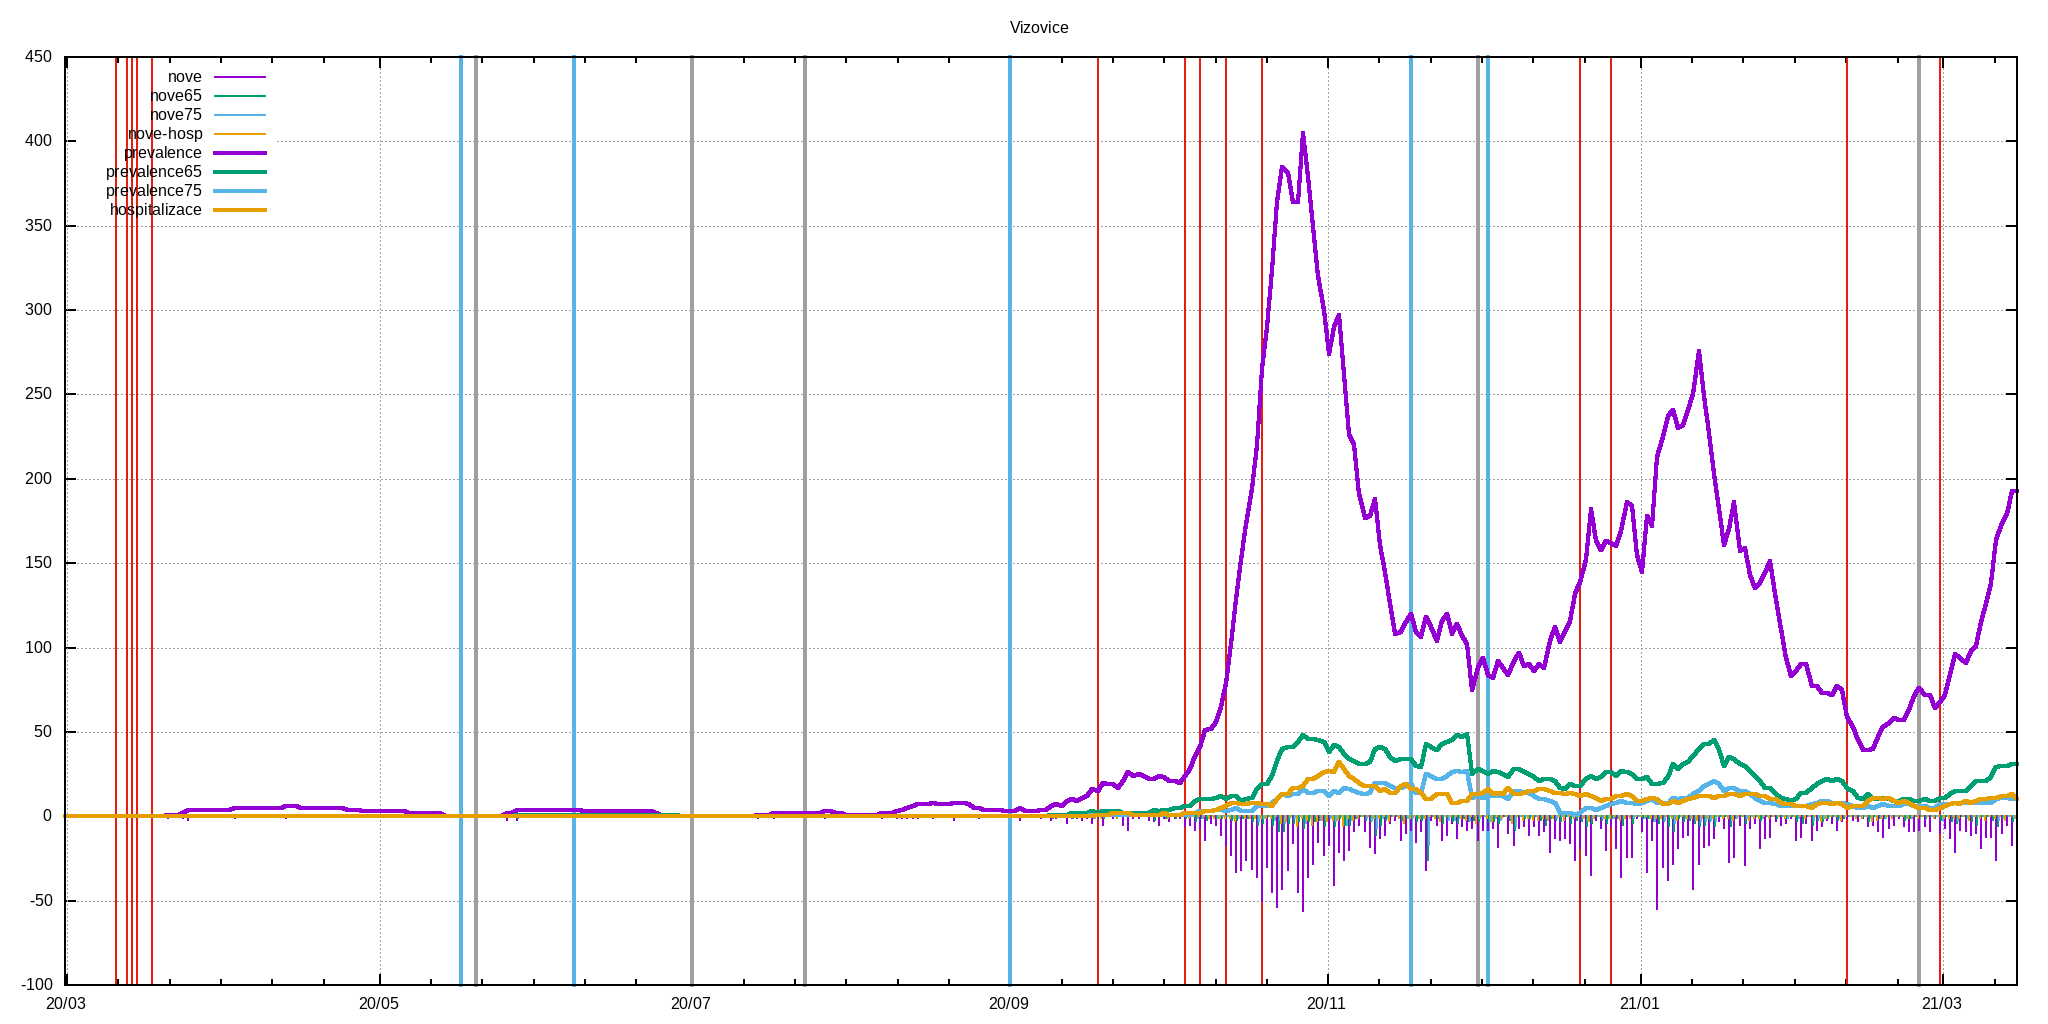 Vizovice
450
400
350
300
250
200
150
100
50
0
-50
-100
nove
nove65
nove75
nove-hosp
prevalence
prevalence65
prevalence75
hospitalizace
20/03 20/05 20/07 20/09 20/11 21/01 21/03